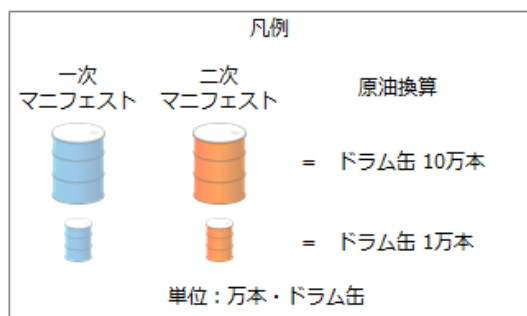 凡例
一次
マニフェスト
二次
マニフェスト
原油換算
= ドラム缶 10万本
= ドラム缶 1万本
単位：万本・ドラム缶